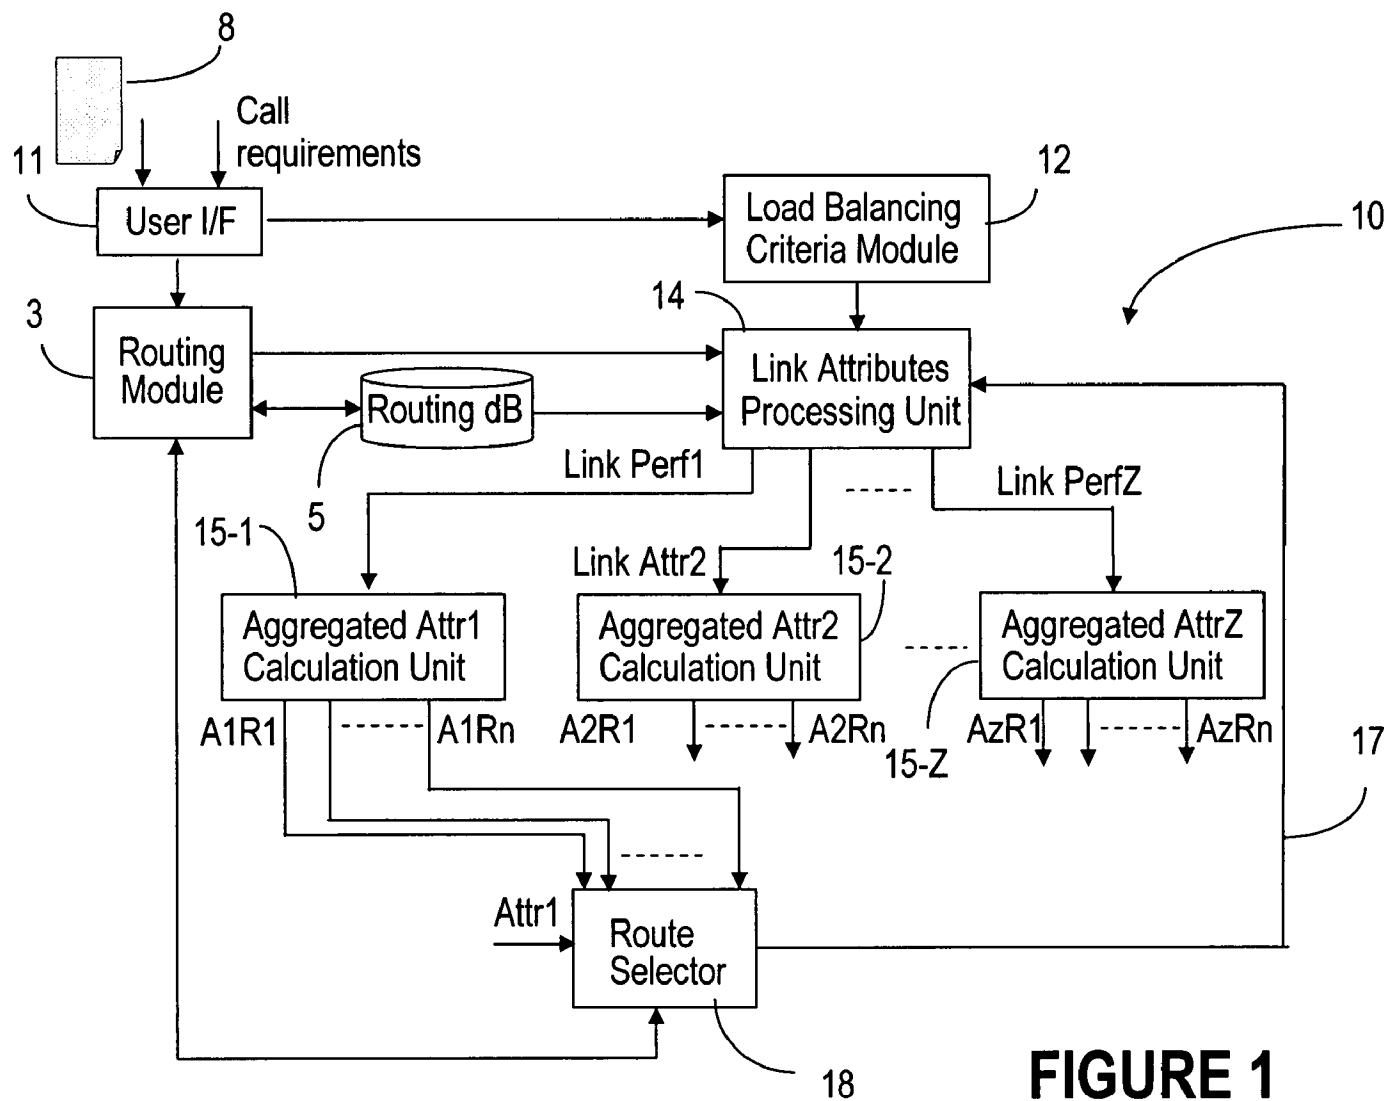 8
Call
requirements
11
User I/F
12
Load Balancing
Criteria Module
10
3
Routing
Module
14
Link Attributes
Processing Unit
Routing dB
5
Link Perf1
Link PerfZ
Link Attr2
15-1
15-2
Aggregated Attr1
Calculation Unit
Aggregated Attr2
Calculation Unit
Aggregated AttrZ
Calculation Unit
A1R1
A1Rn
A2R1
A2Rn
15-Z
AzR1
AzRn
17
Attr1
Route
Selector
18
FIGURE 1